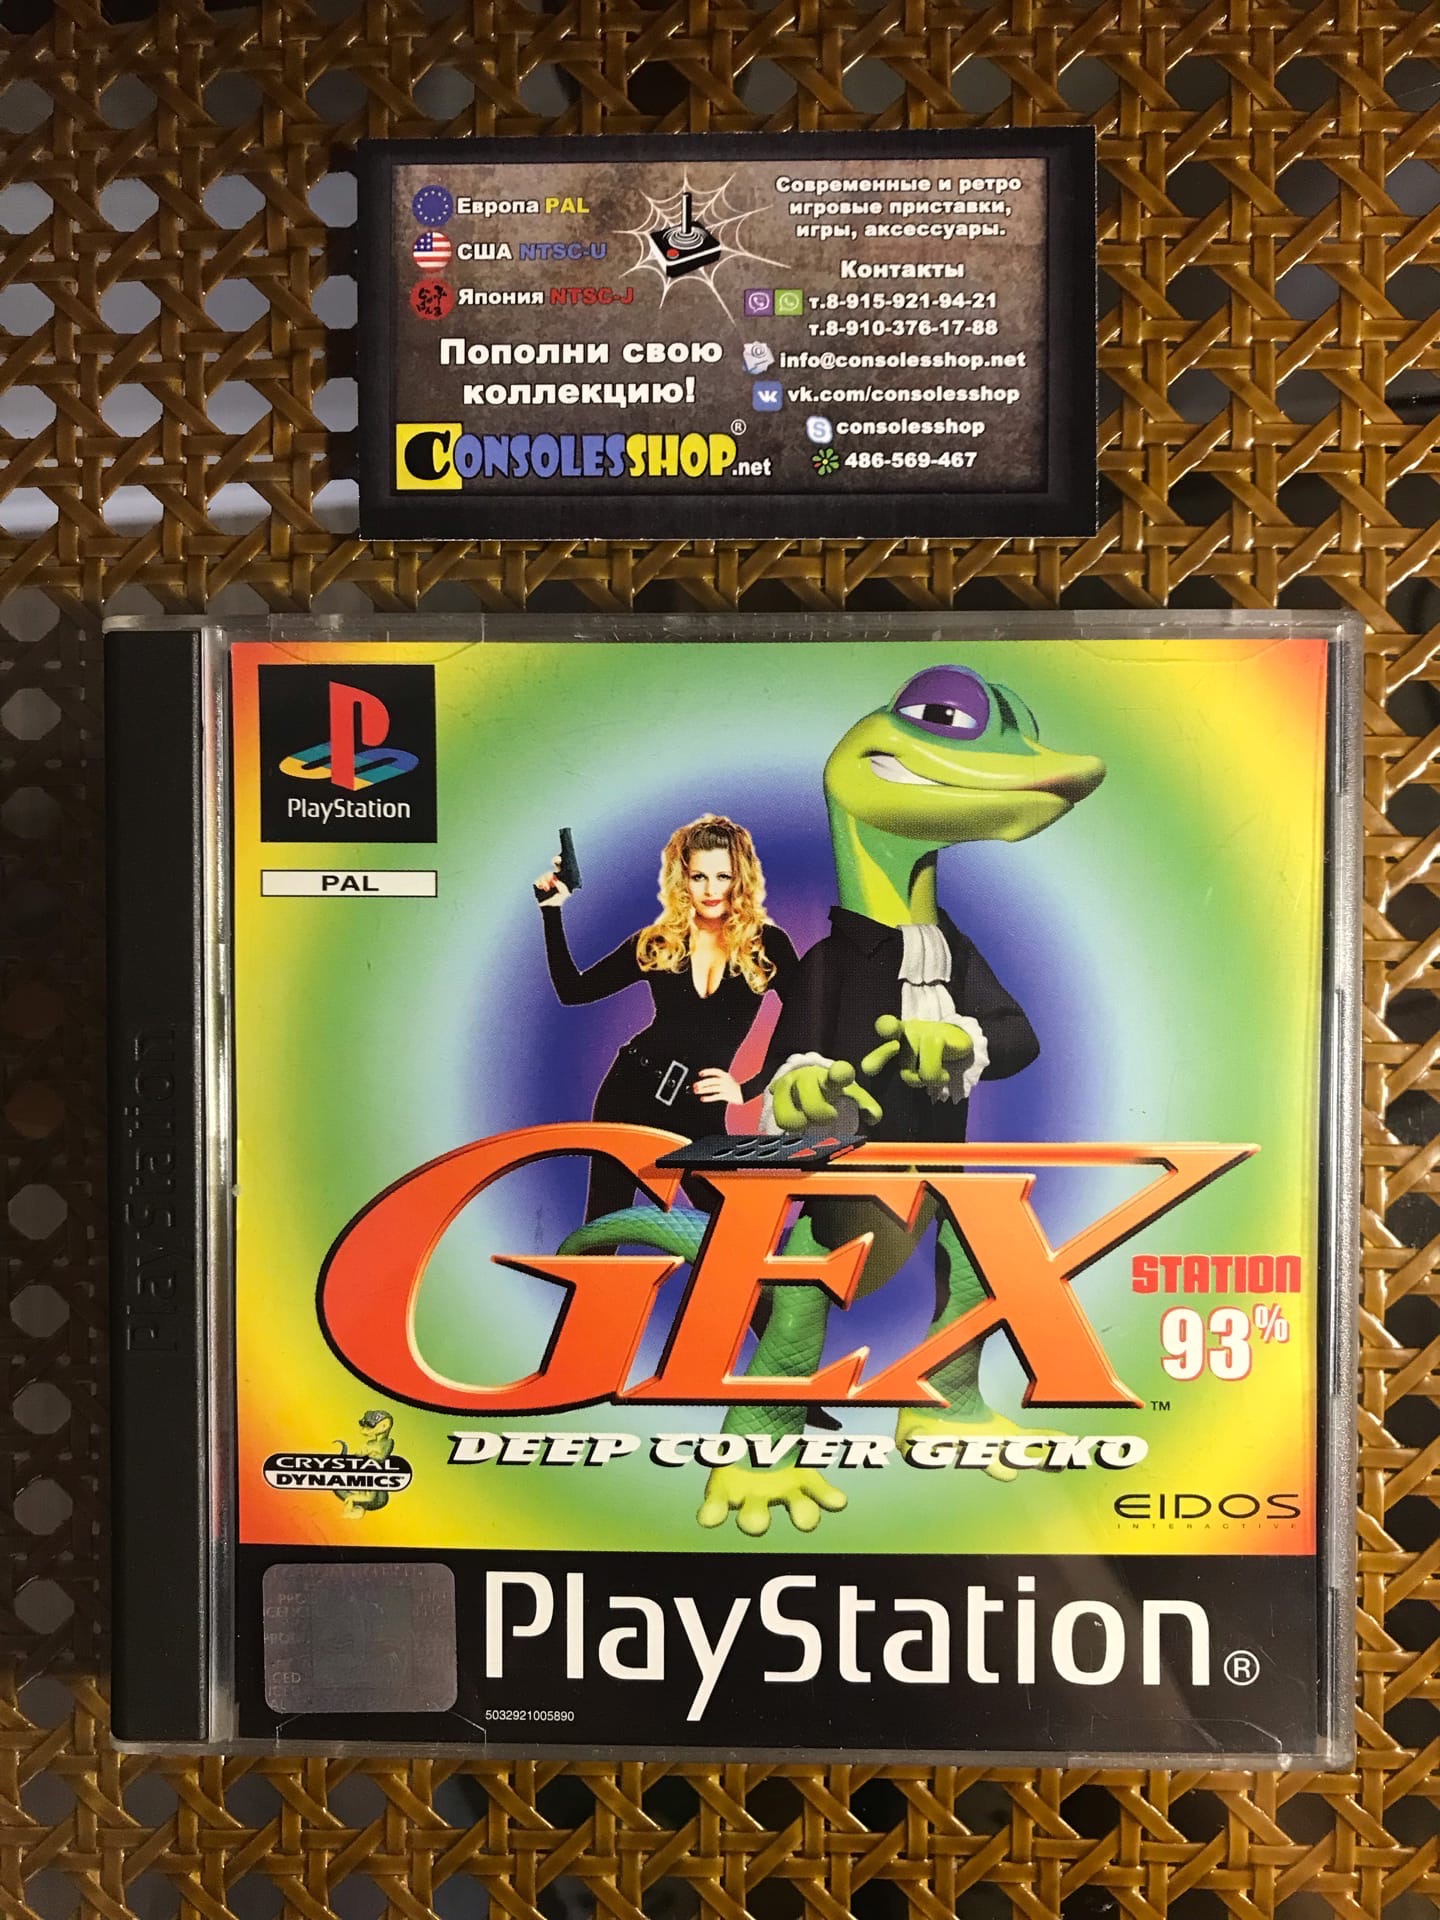 Европа PAL
США NTSC-U
Япония NTSC-J
Пополни свою
коллекцию!
CONSOLESSHOP®.net
Современные и ретро
игровые приставки,
игры, аксессуары.
Контакты
т.8-915-921-94-21
т.8-910-376-17-88
info@consolesshop.net
vk.com/consolesshop
consolesshop
486-569-467
PlayStation
PAL
PlayStation
GEX™
STATION
93%
DEEP COVER GECKO
CRYSTAL
DYNAMICS
EIDOS
INTERACTIVE
PlayStation®
5032921005890